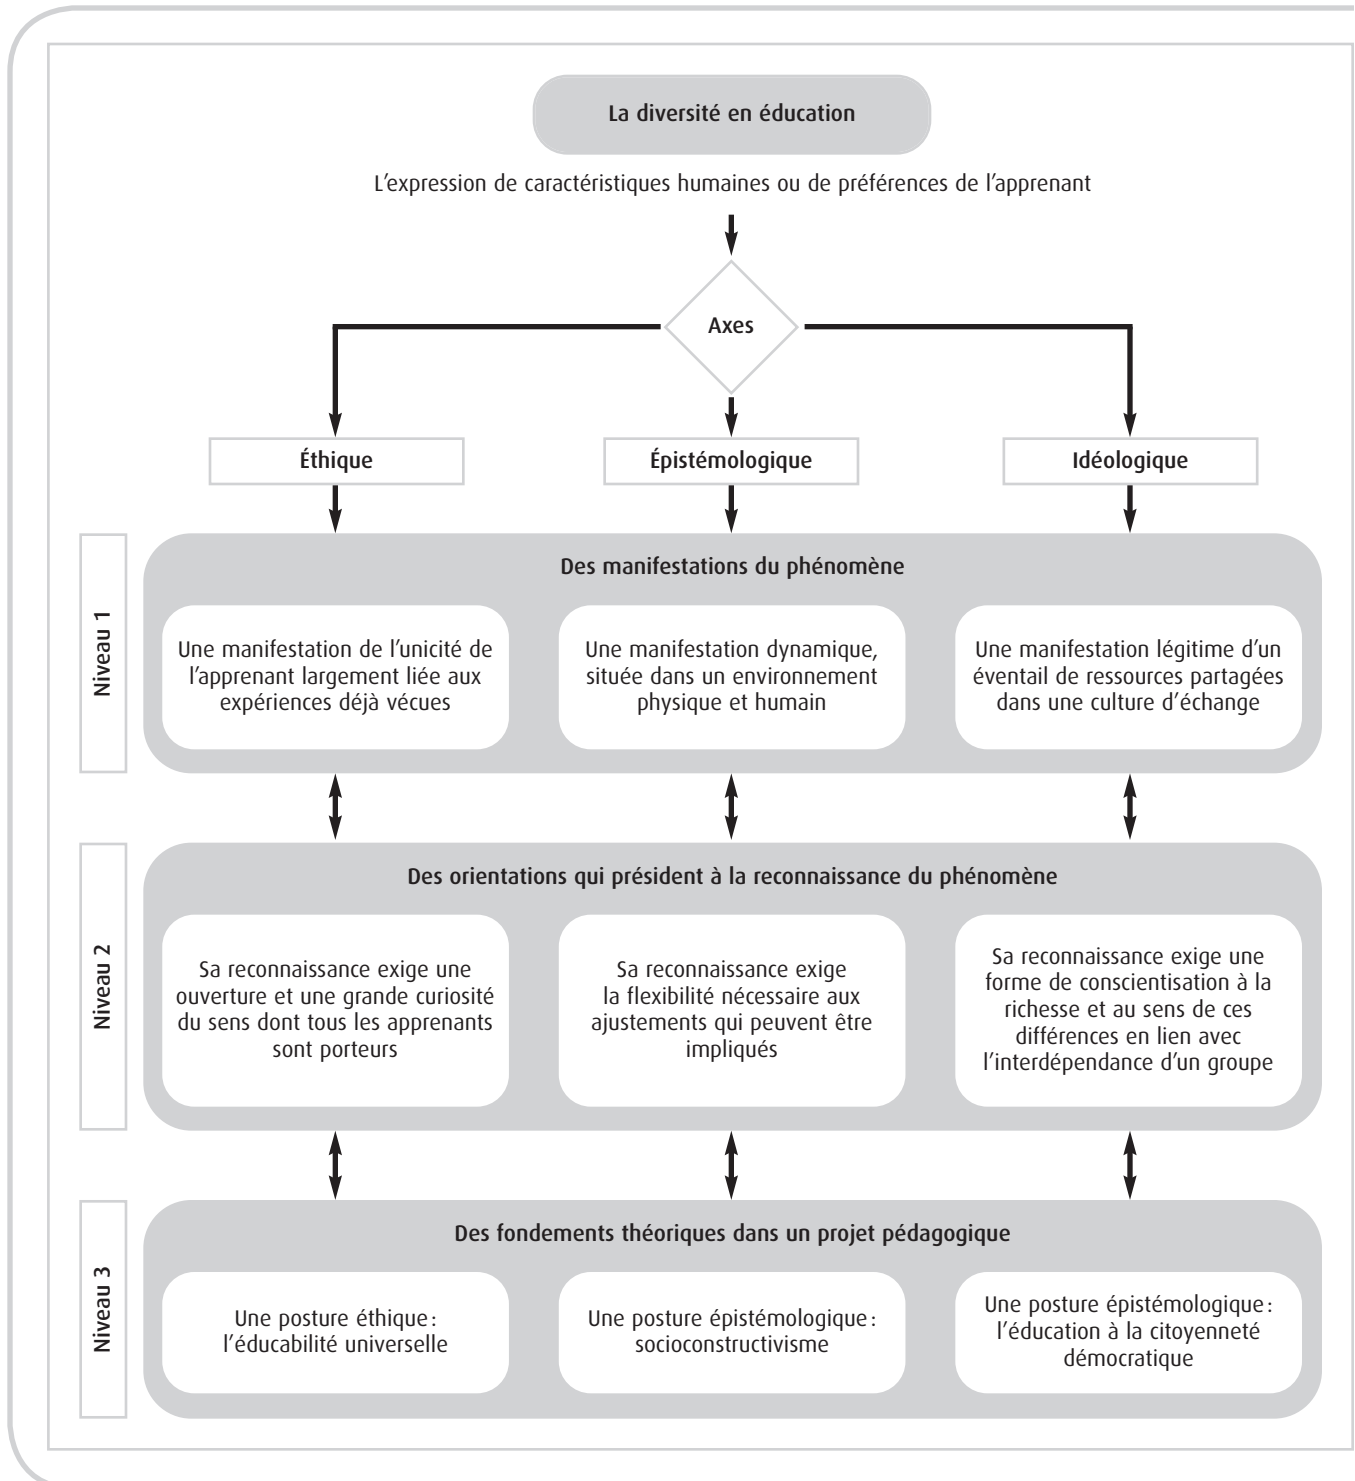 La diversité en éducation
L'expression de caractéristiques humaines ou de préférences de l'apprenant
Axes
Éthique
Épistémologique
Idéologique
Niveau 1
Des manifestations du phénomène
Une manifestation de l'unicité de
l'apprenant largement liée aux
expériences déjà vécues
Une manifestation dynamique,
située dans un environnement
physique et humain
Une manifestation légitime d'un
éventail de ressources partagées
dans une culture d'échange
Niveau 2
Des orientations qui président à la reconnaissance du phénomène
Sa reconnaissance exige une
ouverture et une grande curiosité
du sens dont tous les apprenants
sont porteurs
Sa reconnaissance exige
la flexibilité nécessaire aux
ajustements qui peuvent être
impliqués
Sa reconnaissance exige une
forme de conscientisation à la
richesse et au sens de ces
différences en lien avec
l'interdépendance d'un groupe
Niveau 3
Des fondements théoriques dans un projet pédagogique
Une posture éthique :
l'éducabilité universelle
Une posture épistémologique :
socioconstructivisme
Une posture épistémologique :
l'éducation à la citoyenneté
démocratique